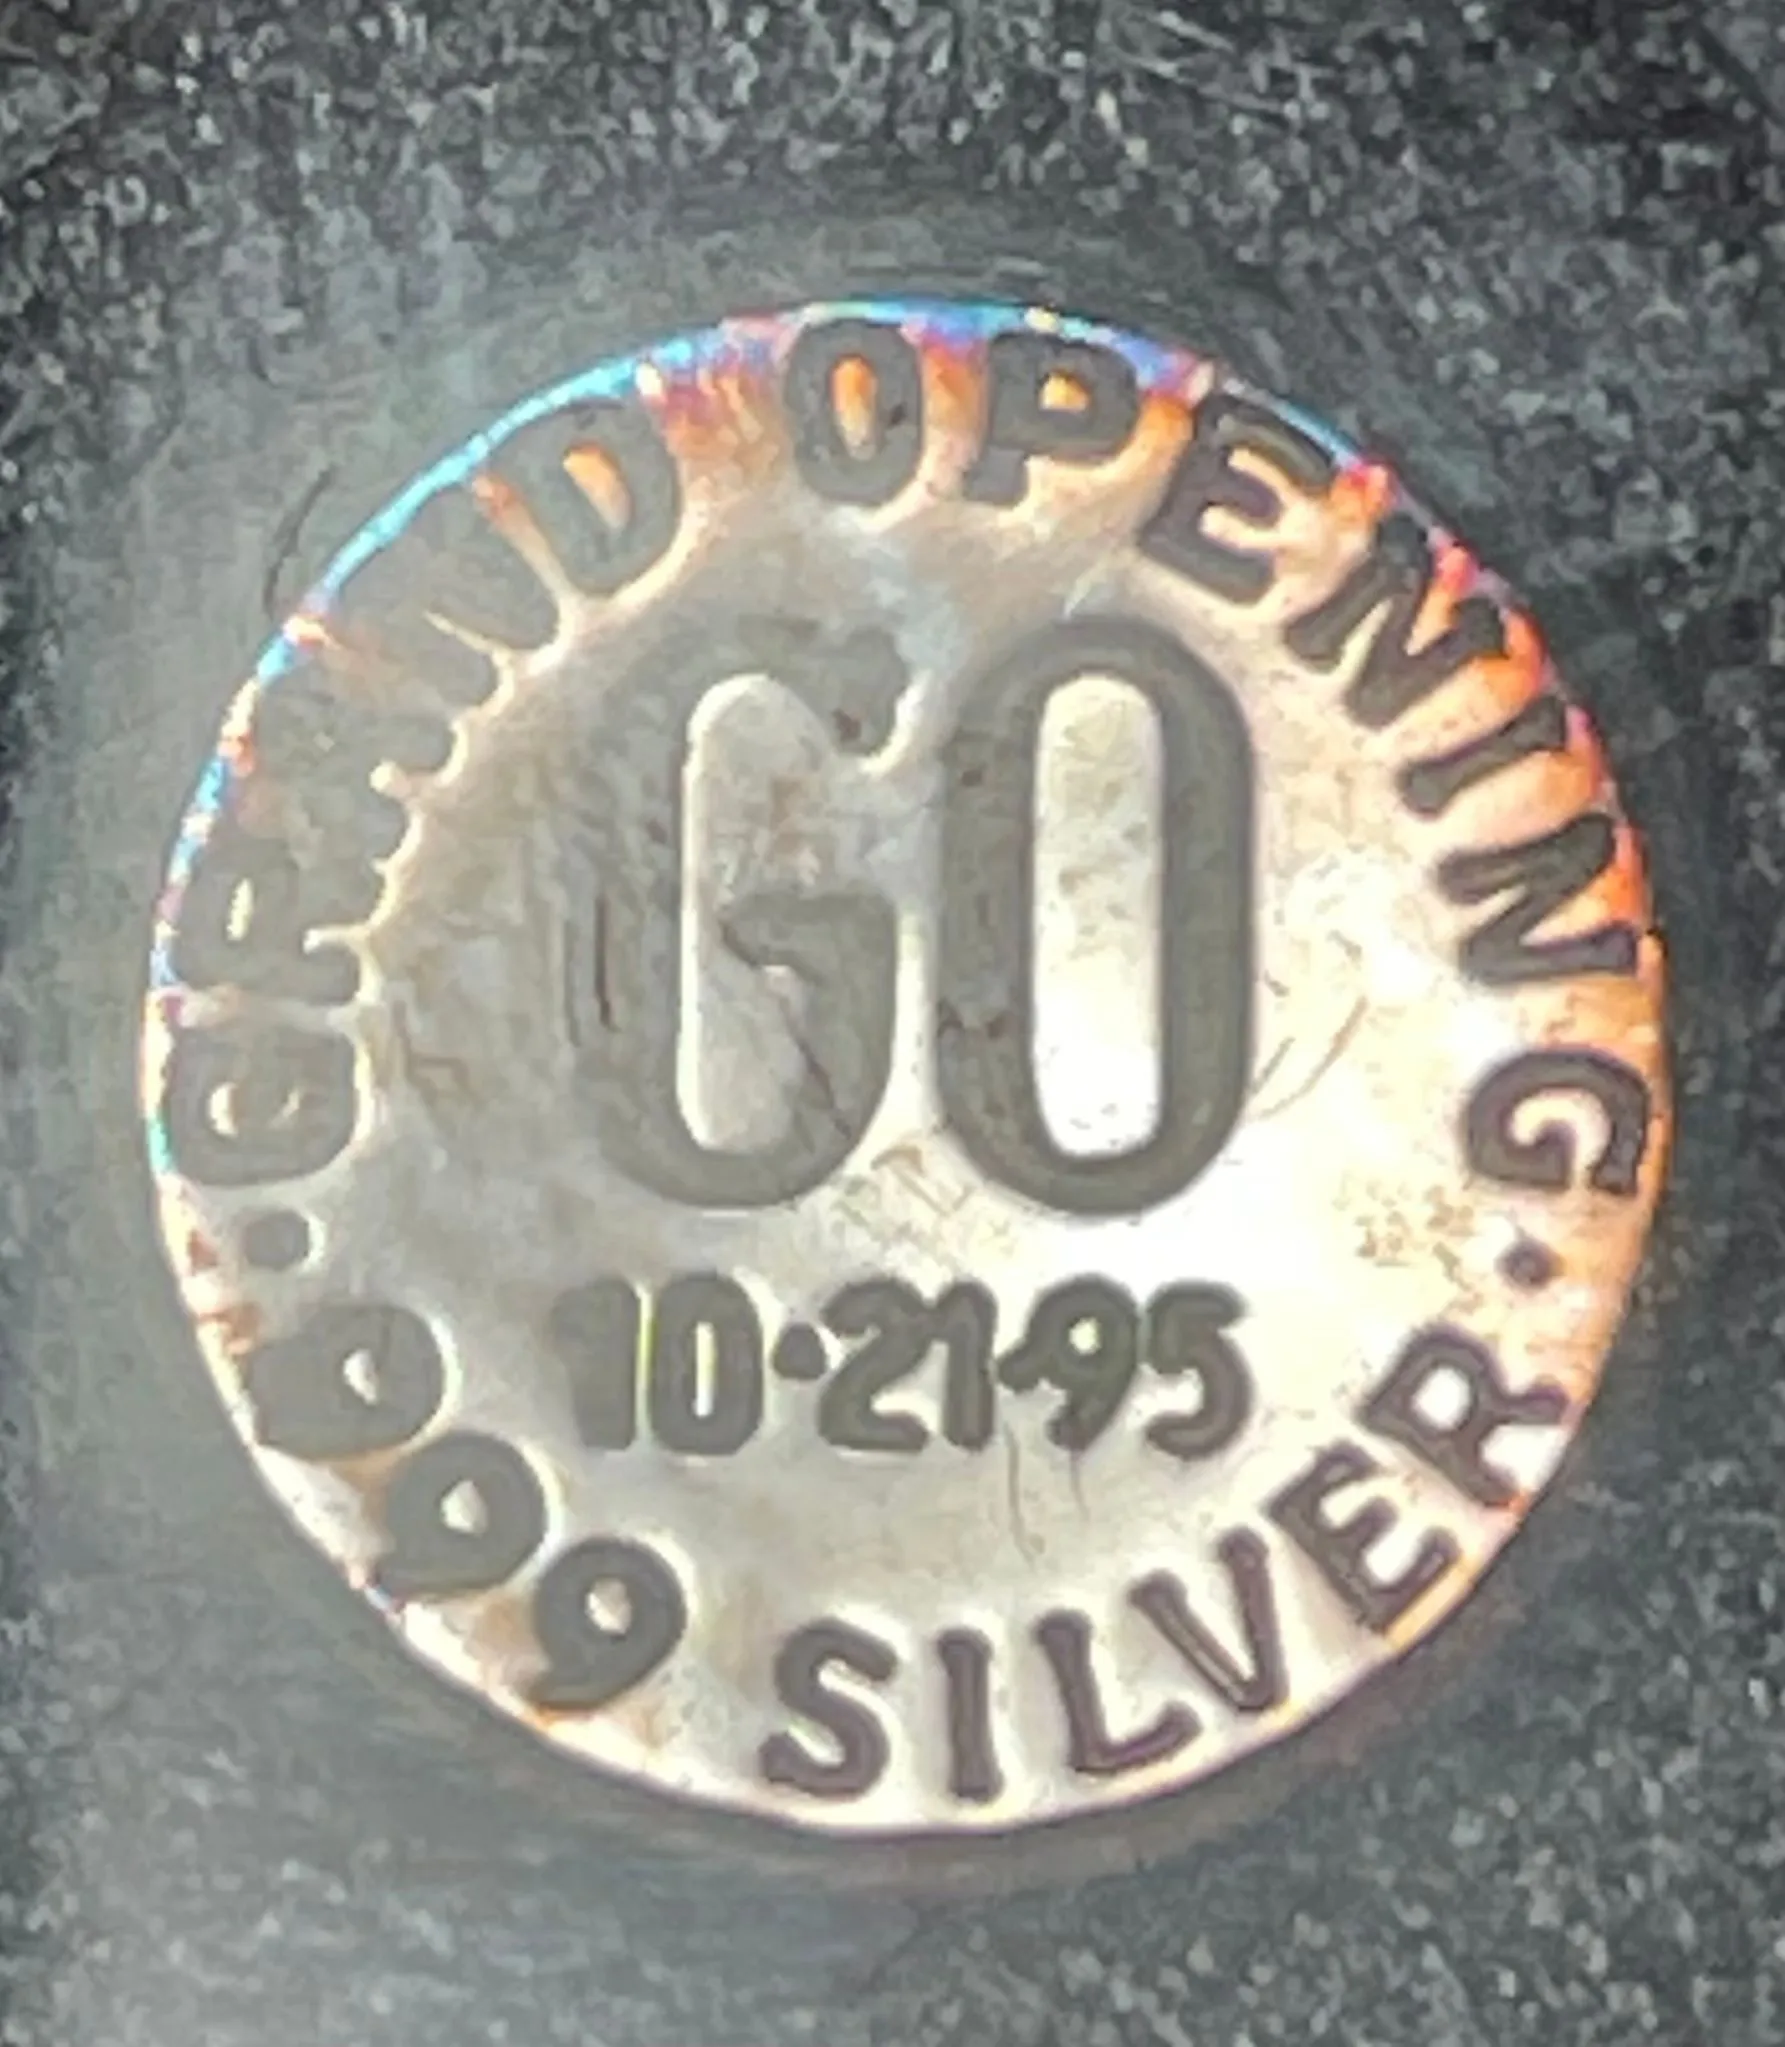 GRAND OPENING
GO
10·21·95
.999 SILVER